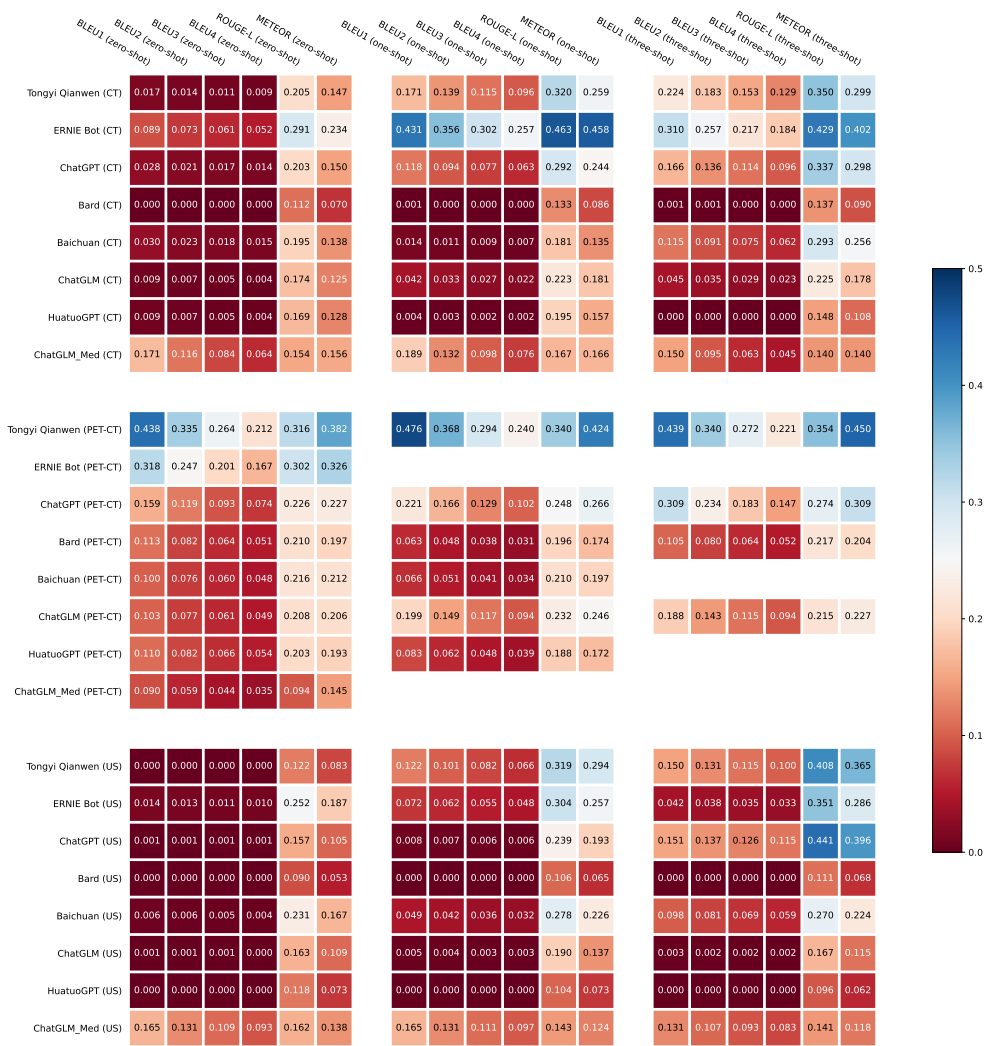 BLEU1 (zero-shot) BLEU2 (zero-shot) BLEU3 (zero-shot) BLEU4 (zero-shot) ROUGE-L (zero-shot) METEOR (zero-shot) BLEU1 (one-shot) BLEU2 (one-shot) BLEU3 (one-shot) BLEU4 (one-shot) ROUGE-L (one-shot) METEOR (one-shot) BLEU1 (three-shot) BLEU2 (three-shot) BLEU3 (three-shot) BLEU4 (three-shot) ROUGE-L (three-shot) METEOR (three-shot)
Tongyi Qianwen (CT) 0.017 0.014 0.011 0.009 0.205 0.147 0.171 0.139 0.115 0.096 0.320 0.259 0.224 0.183 0.153 0.129 0.350 0.299
ERNIE Bot (CT) 0.089 0.073 0.061 0.052 0.291 0.234 0.431 0.356 0.302 0.257 0.463 0.458 0.310 0.257 0.217 0.184 0.429 0.402
ChatGPT (CT) 0.028 0.021 0.017 0.014 0.203 0.150 0.118 0.094 0.077 0.063 0.292 0.244 0.166 0.136 0.114 0.096 0.337 0.298
Bard (CT) 0.000 0.000 0.000 0.000 0.112 0.070 0.001 0.000 0.000 0.000 0.133 0.086 0.001 0.001 0.000 0.000 0.137 0.090
Baichuan (CT) 0.030 0.023 0.018 0.015 0.195 0.138 0.014 0.011 0.009 0.007 0.181 0.135 0.115 0.091 0.075 0.062 0.293 0.256
ChatGLM (CT) 0.009 0.007 0.005 0.004 0.174 0.125 0.042 0.033 0.027 0.022 0.223 0.181 0.045 0.035 0.029 0.023 0.225 0.178
HuatuoGPT (CT) 0.009 0.007 0.005 0.004 0.169 0.128 0.004 0.003 0.002 0.002 0.195 0.157 0.000 0.000 0.000 0.000 0.148 0.108
ChatGLM_Med (CT) 0.171 0.116 0.084 0.064 0.154 0.156 0.189 0.132 0.098 0.076 0.167 0.166 0.150 0.095 0.063 0.045 0.140 0.140
Tongyi Qianwen (PET-CT) 0.438 0.335 0.264 0.212 0.316 0.382 0.476 0.368 0.294 0.240 0.340 0.424 0.439 0.340 0.272 0.221 0.354 0.450
ERNIE Bot (PET-CT) 0.318 0.247 0.201 0.167 0.302 0.326
ChatGPT (PET-CT) 0.159 0.119 0.093 0.074 0.226 0.227 0.221 0.166 0.129 0.102 0.248 0.266 0.309 0.234 0.183 0.147 0.274 0.309
Bard (PET-CT) 0.113 0.082 0.064 0.051 0.210 0.197 0.063 0.048 0.038 0.031 0.196 0.174 0.105 0.080 0.064 0.052 0.217 0.204
Baichuan (PET-CT) 0.100 0.076 0.060 0.048 0.216 0.212 0.066 0.051 0.041 0.034 0.210 0.197
ChatGLM (PET-CT) 0.103 0.077 0.061 0.049 0.208 0.206 0.199 0.149 0.117 0.094 0.232 0.246 0.188 0.143 0.115 0.094 0.215 0.227
HuatuoGPT (PET-CT) 0.110 0.082 0.066 0.054 0.203 0.193 0.083 0.062 0.048 0.039 0.188 0.172
ChatGLM_Med (PET-CT) 0.090 0.059 0.044 0.035 0.094 0.145
Tongyi Qianwen (US) 0.000 0.000 0.000 0.000 0.122 0.083 0.122 0.101 0.082 0.066 0.319 0.294 0.150 0.131 0.115 0.100 0.408 0.365
ERNIE Bot (US) 0.014 0.013 0.011 0.010 0.252 0.187 0.072 0.062 0.055 0.048 0.304 0.257 0.042 0.038 0.035 0.033 0.351 0.286
ChatGPT (US) 0.001 0.001 0.001 0.001 0.157 0.105 0.008 0.007 0.006 0.006 0.239 0.193 0.151 0.137 0.126 0.115 0.441 0.396
Bard (US) 0.000 0.000 0.000 0.000 0.090 0.053 0.000 0.000 0.000 0.000 0.106 0.065 0.000 0.000 0.000 0.000 0.111 0.068
Baichuan (US) 0.006 0.006 0.005 0.004 0.231 0.167 0.049 0.042 0.036 0.032 0.278 0.226 0.098 0.081 0.069 0.059 0.270 0.224
ChatGLM (US) 0.001 0.001 0.001 0.000 0.163 0.109 0.005 0.004 0.003 0.003 0.190 0.137 0.003 0.002 0.002 0.002 0.167 0.115
HuatuoGPT (US) 0.000 0.000 0.000 0.000 0.118 0.073 0.000 0.000 0.000 0.000 0.104 0.073 0.000 0.000 0.000 0.000 0.096 0.062
ChatGLM_Med (US) 0.165 0.131 0.109 0.093 0.162 0.138 0.165 0.131 0.111 0.097 0.143 0.124 0.131 0.107 0.093 0.083 0.141 0.118
0.5
0.4
0.3
0.2
0.1
0.0